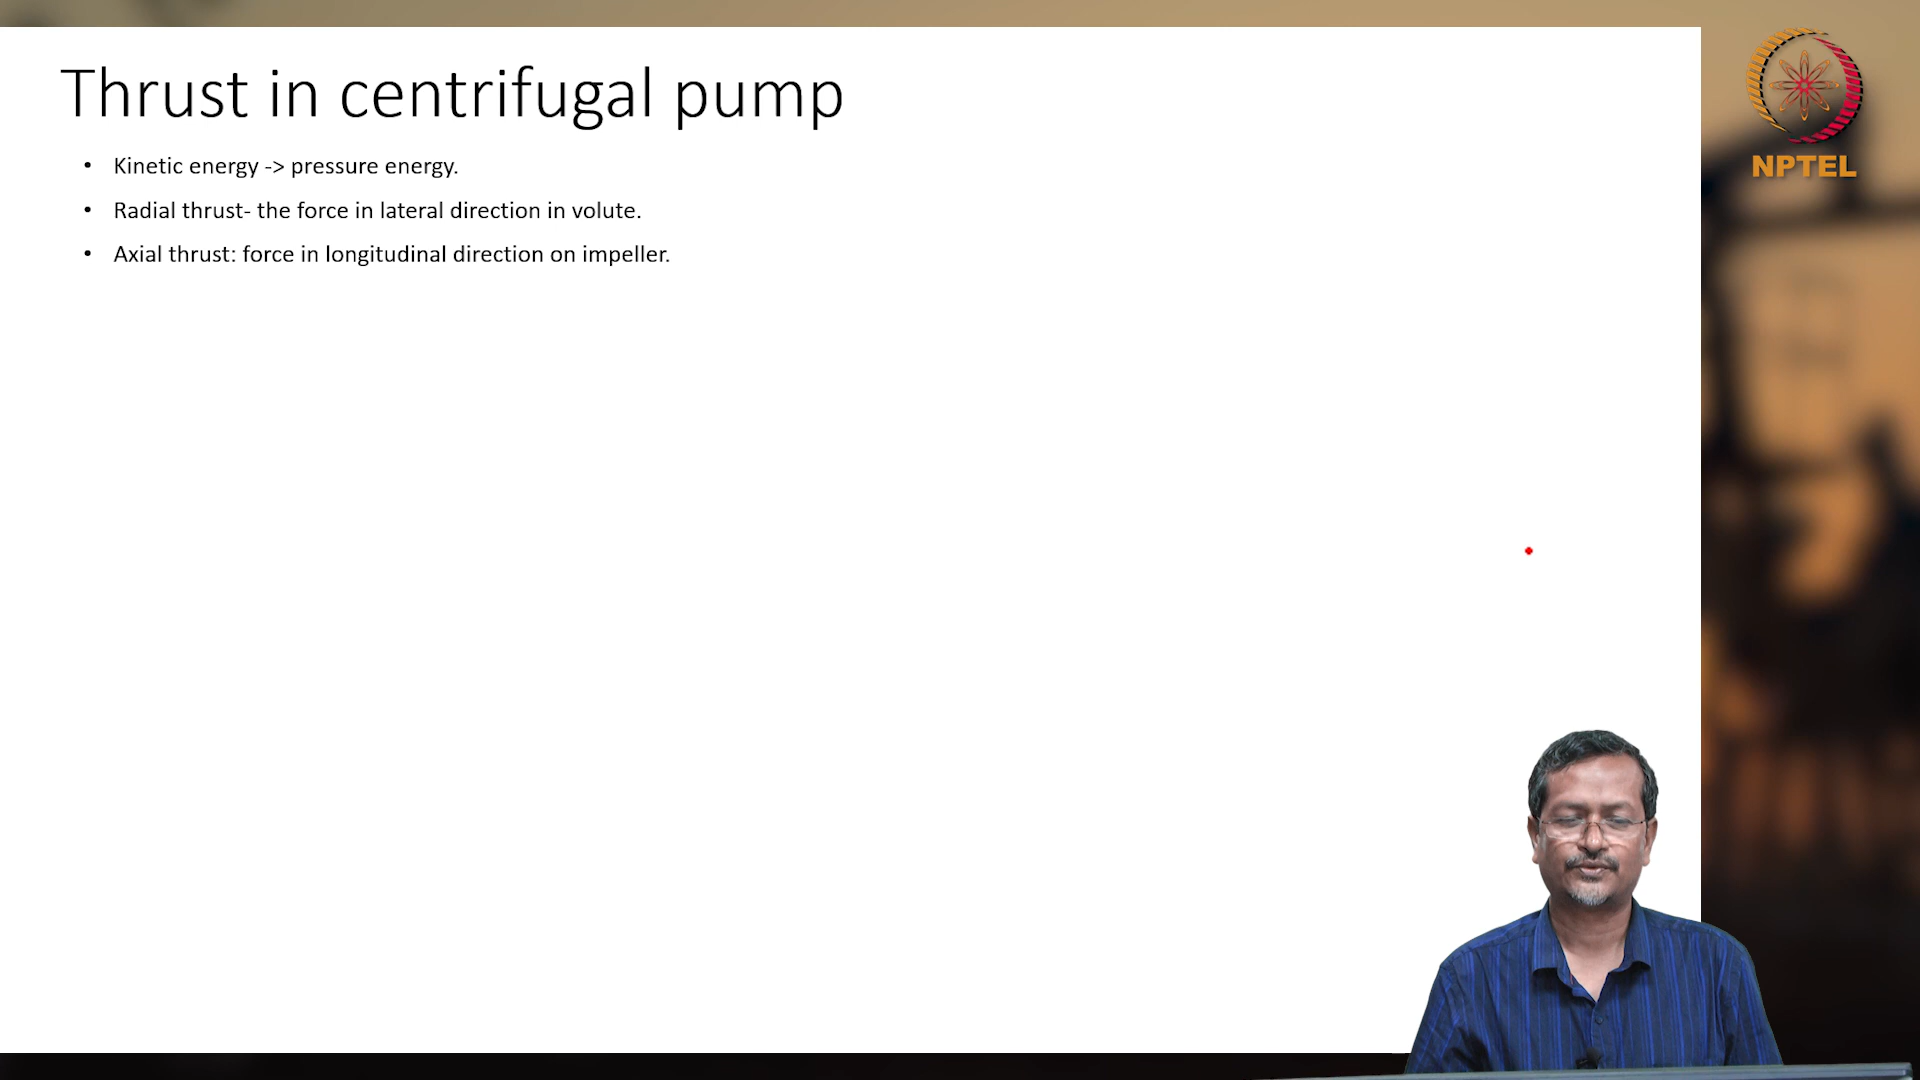 Thrust in centrifugal pump
• Kinetic energy -> pressure energy.
• Radial thrust- the force in lateral direction in volute.
• Axial thrust: force in longitudinal direction on impeller.
NPTEL